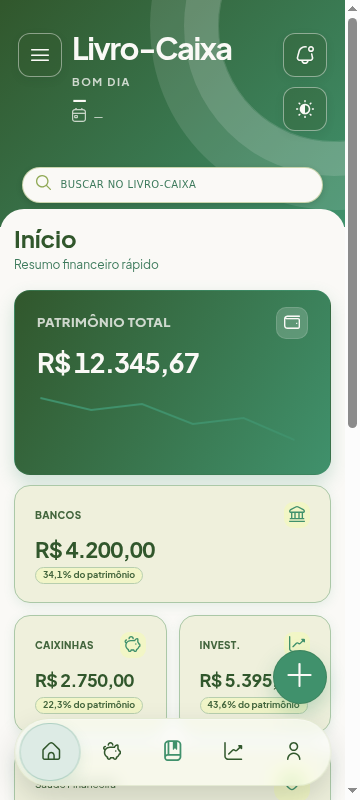 Livro-Caixa
BOM DIA
—
—
BUSCAR NO LIVRO-CAIXA
Início
Resumo financeiro rápido
PATRIMÔNIO TOTAL
R$ 12.345,67
BANCOS
R$ 4.200,00
34,1% do patrimônio
CAIXINHAS
R$ 2.750,00
22,3% do patrimônio
INVEST.
R$ 5.395,
43,6% do patrimônio
Saúde Financeira